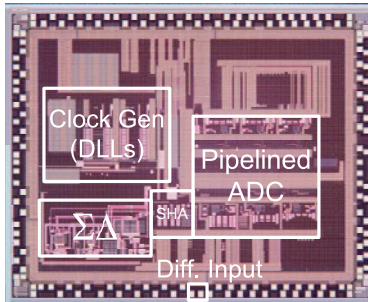 Clock Gen
(DLLs)
Pipelined
ADC
SHA
ΣΔ
Diff. Input